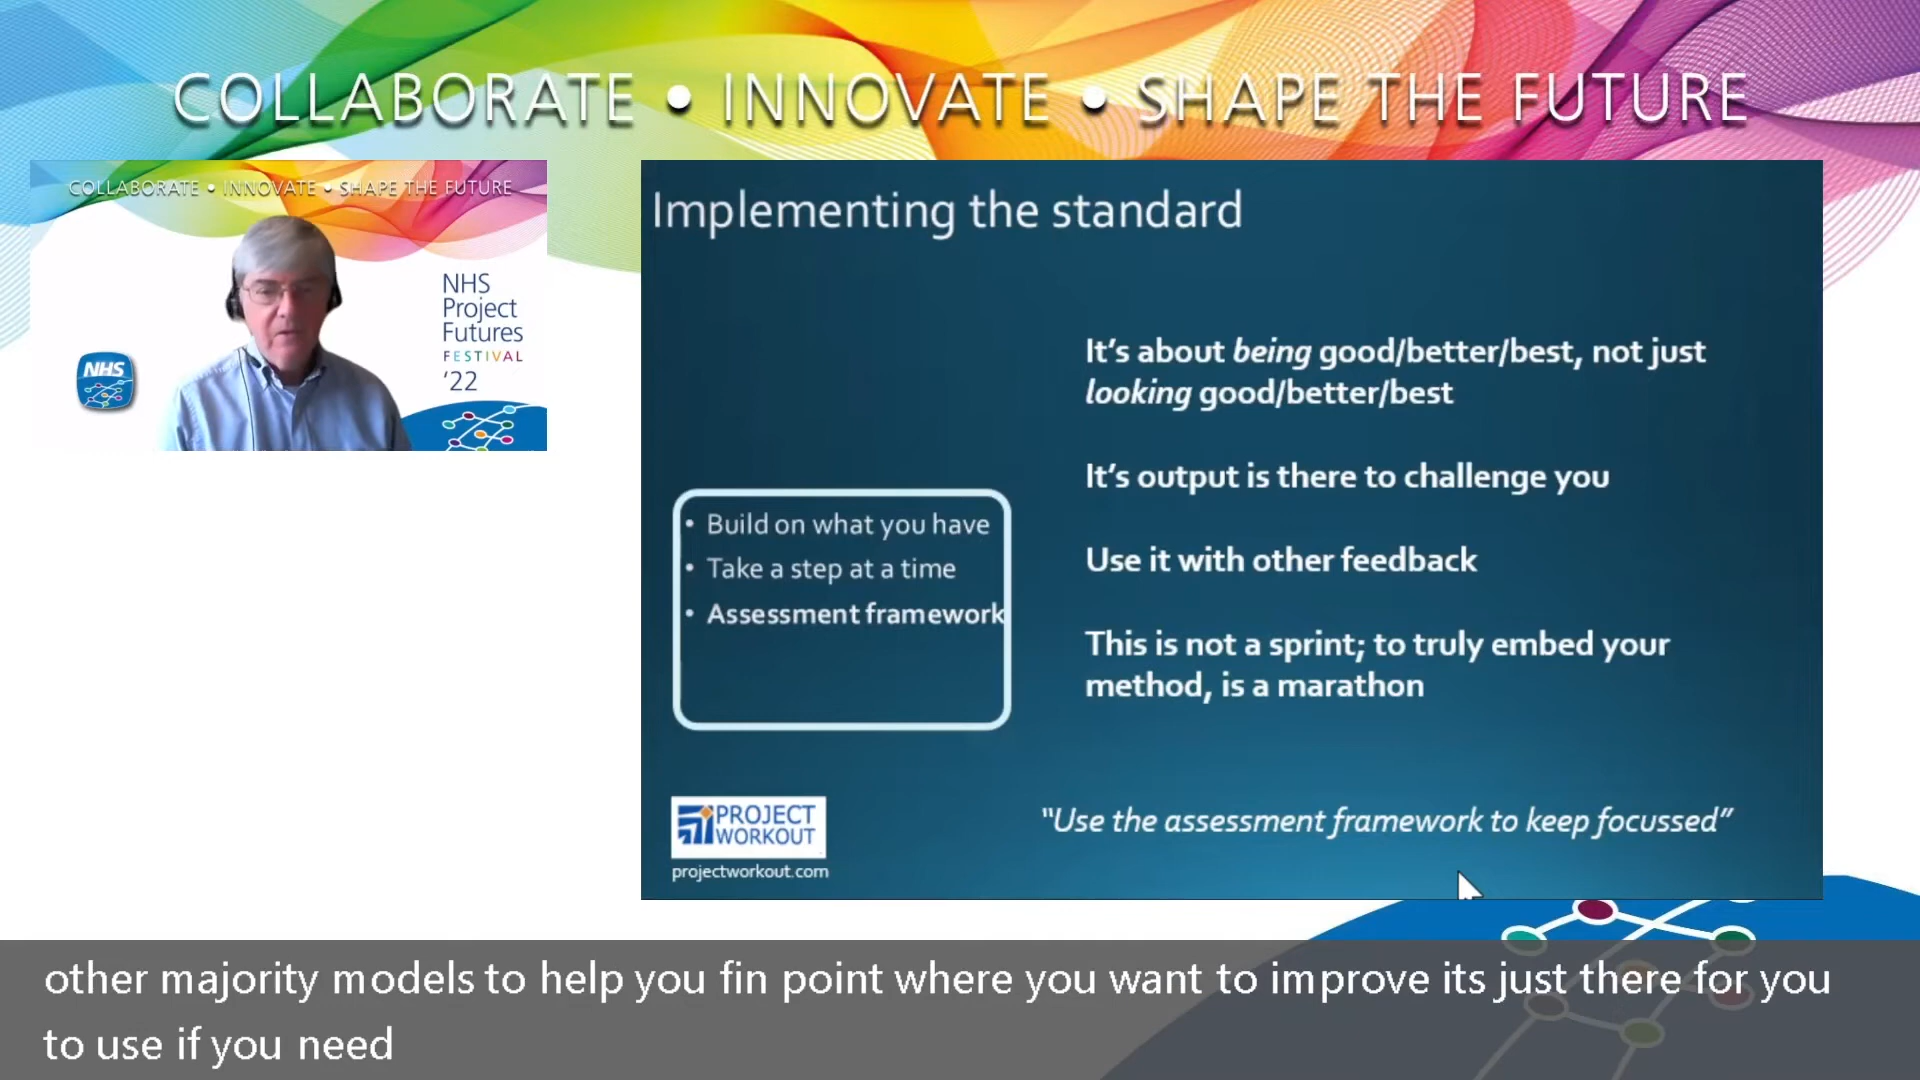 COLLABORATE • INNOVATE • SHAPE THE FUTURE
COLLABORATE • INNOVATE • SHAPE THE FUTURE
NHS
Project
Futures
FESTIVAL
'22
NHS
Implementing the standard
It's about being good/better/best, not just
looking good/better/best
It's output is there to challenge you
Use it with other feedback
This is not a sprint; to truly embed your
method, is a marathon
• Build on what you have
• Take a step at a time
• Assessment framework
PROJECT
WORKOUT
projectworkout.com
"Use the assessment framework to keep focussed"
other majority models to help you fin point where you want to improve its just there for you
to use if you need